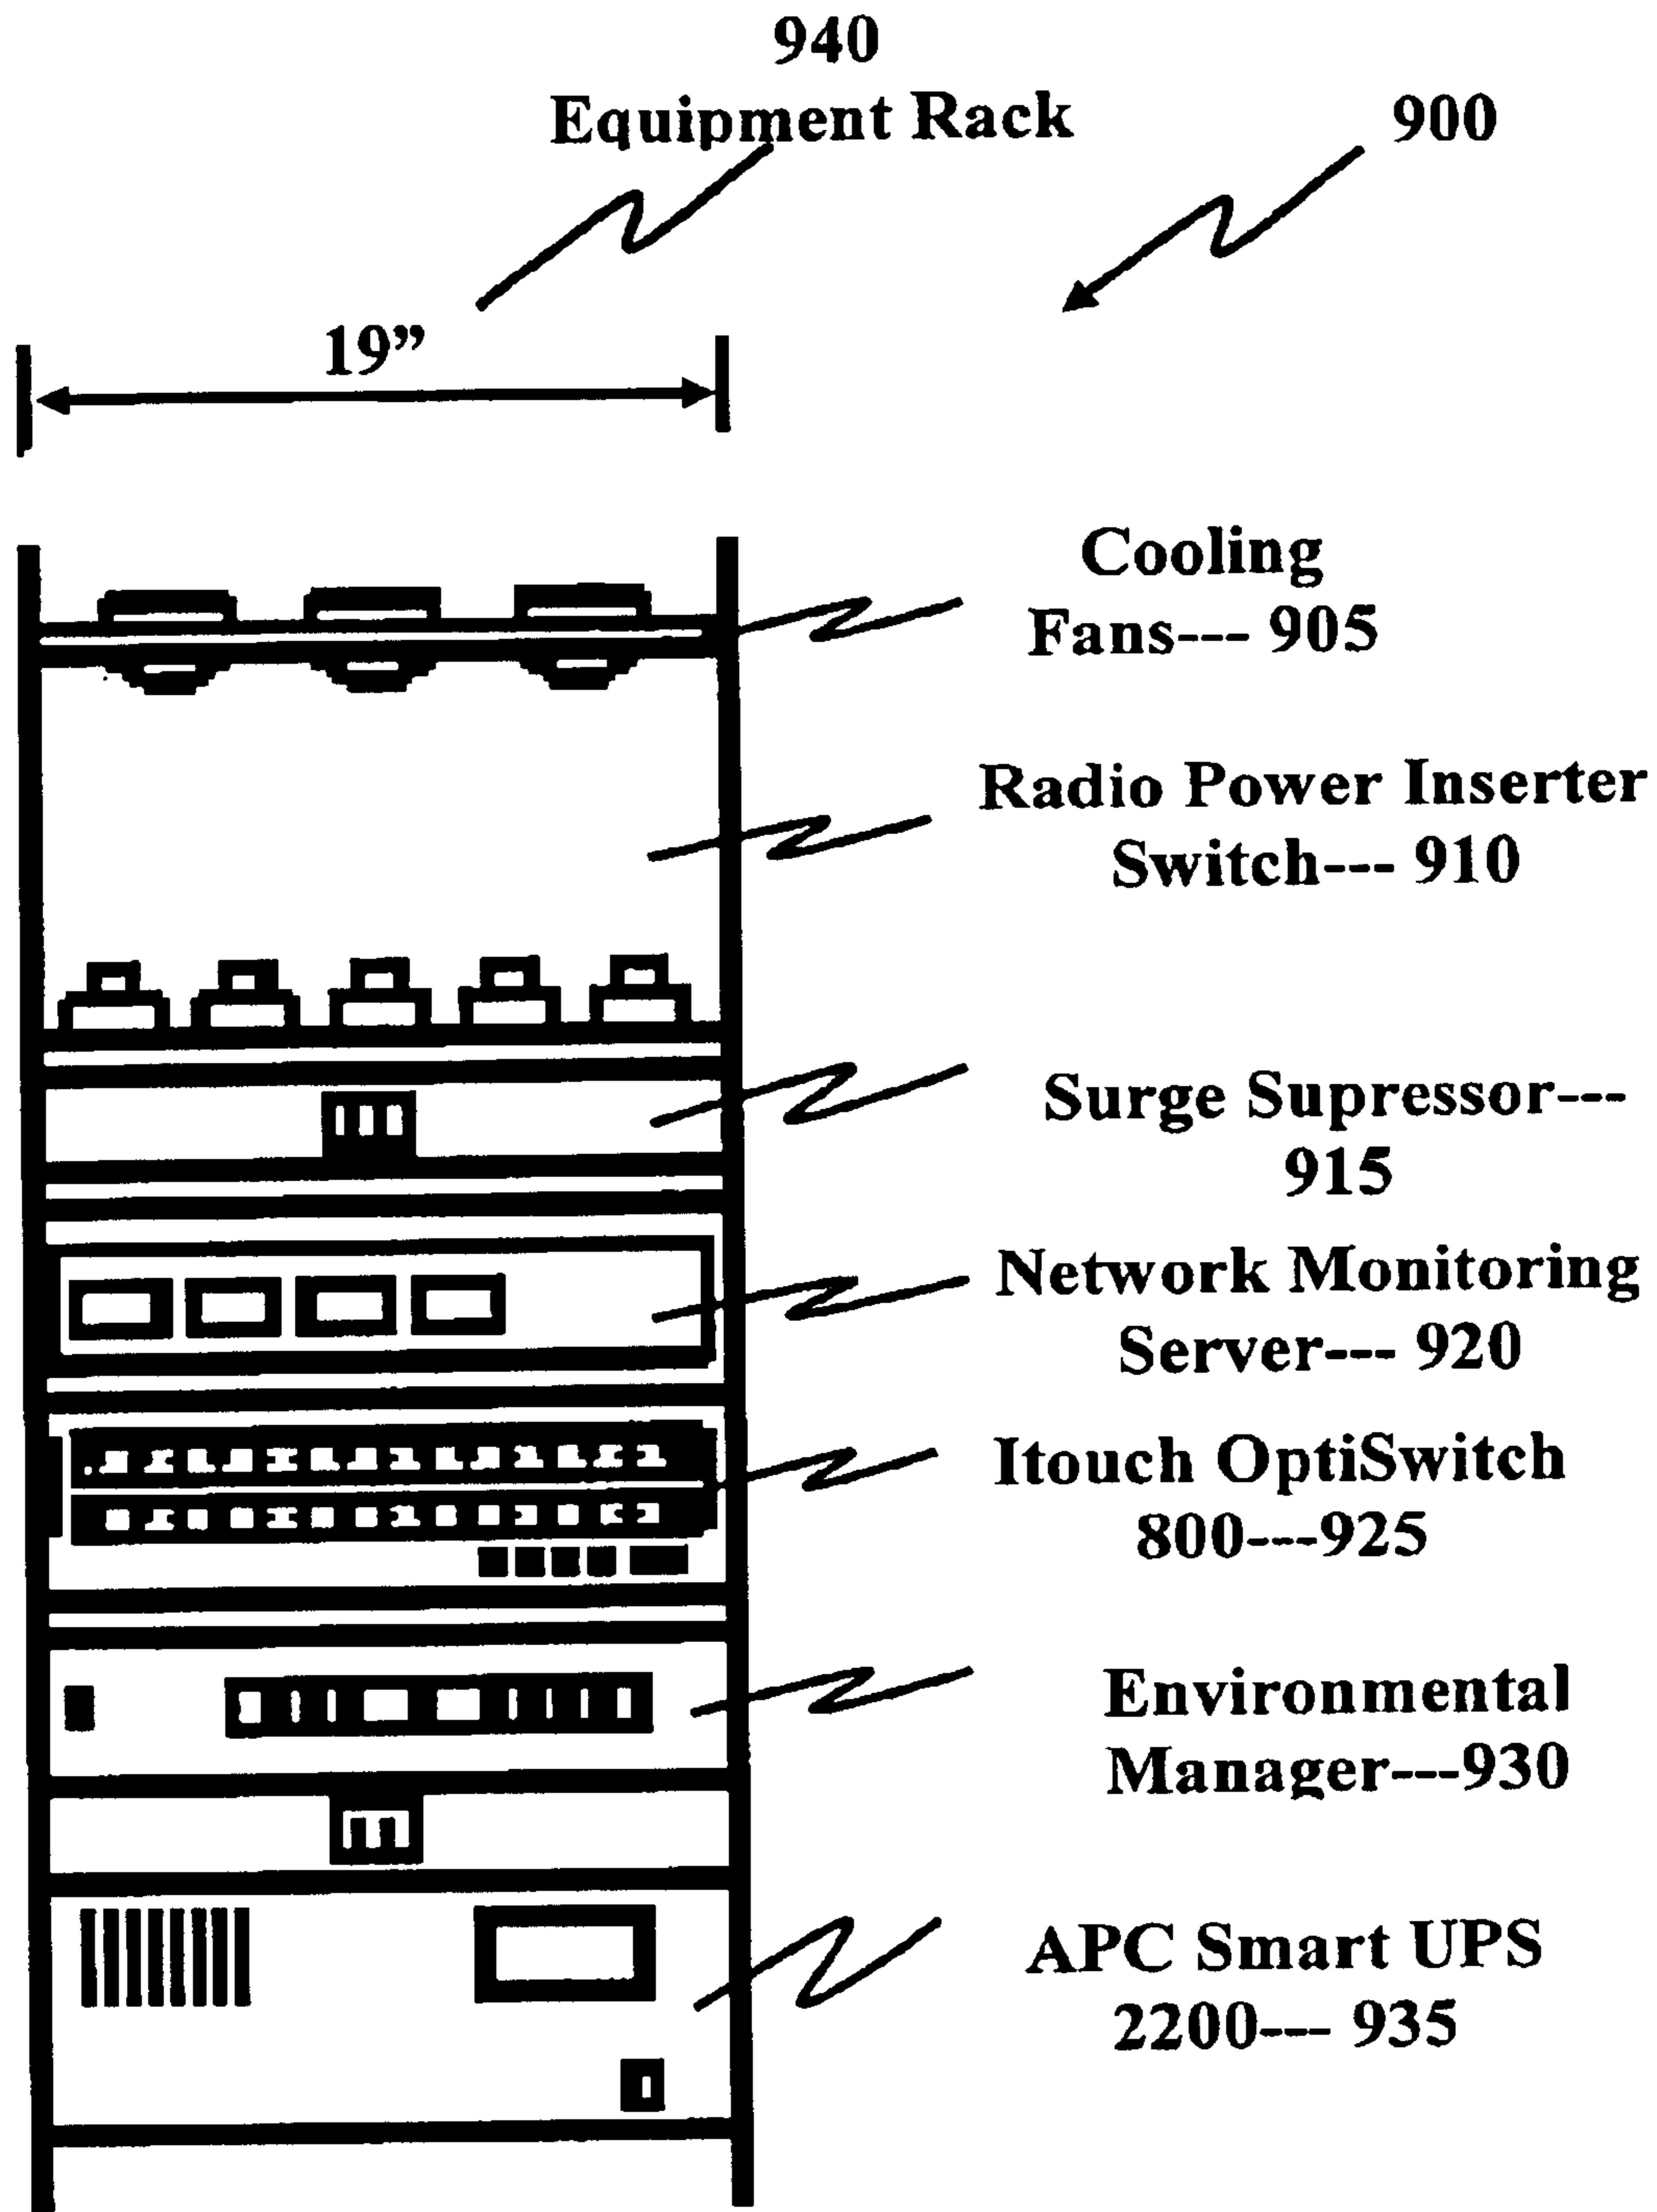 940
Equipment Rack
900
19”
Cooling
Fans--- 905
Radio Power Inserter
Switch--- 910
Surge Supressor---
915
Network Monitoring
Server--- 920
Itouch OptiSwitch
800---925
Environmental
Manager---930
APC Smart UPS
2200--- 935